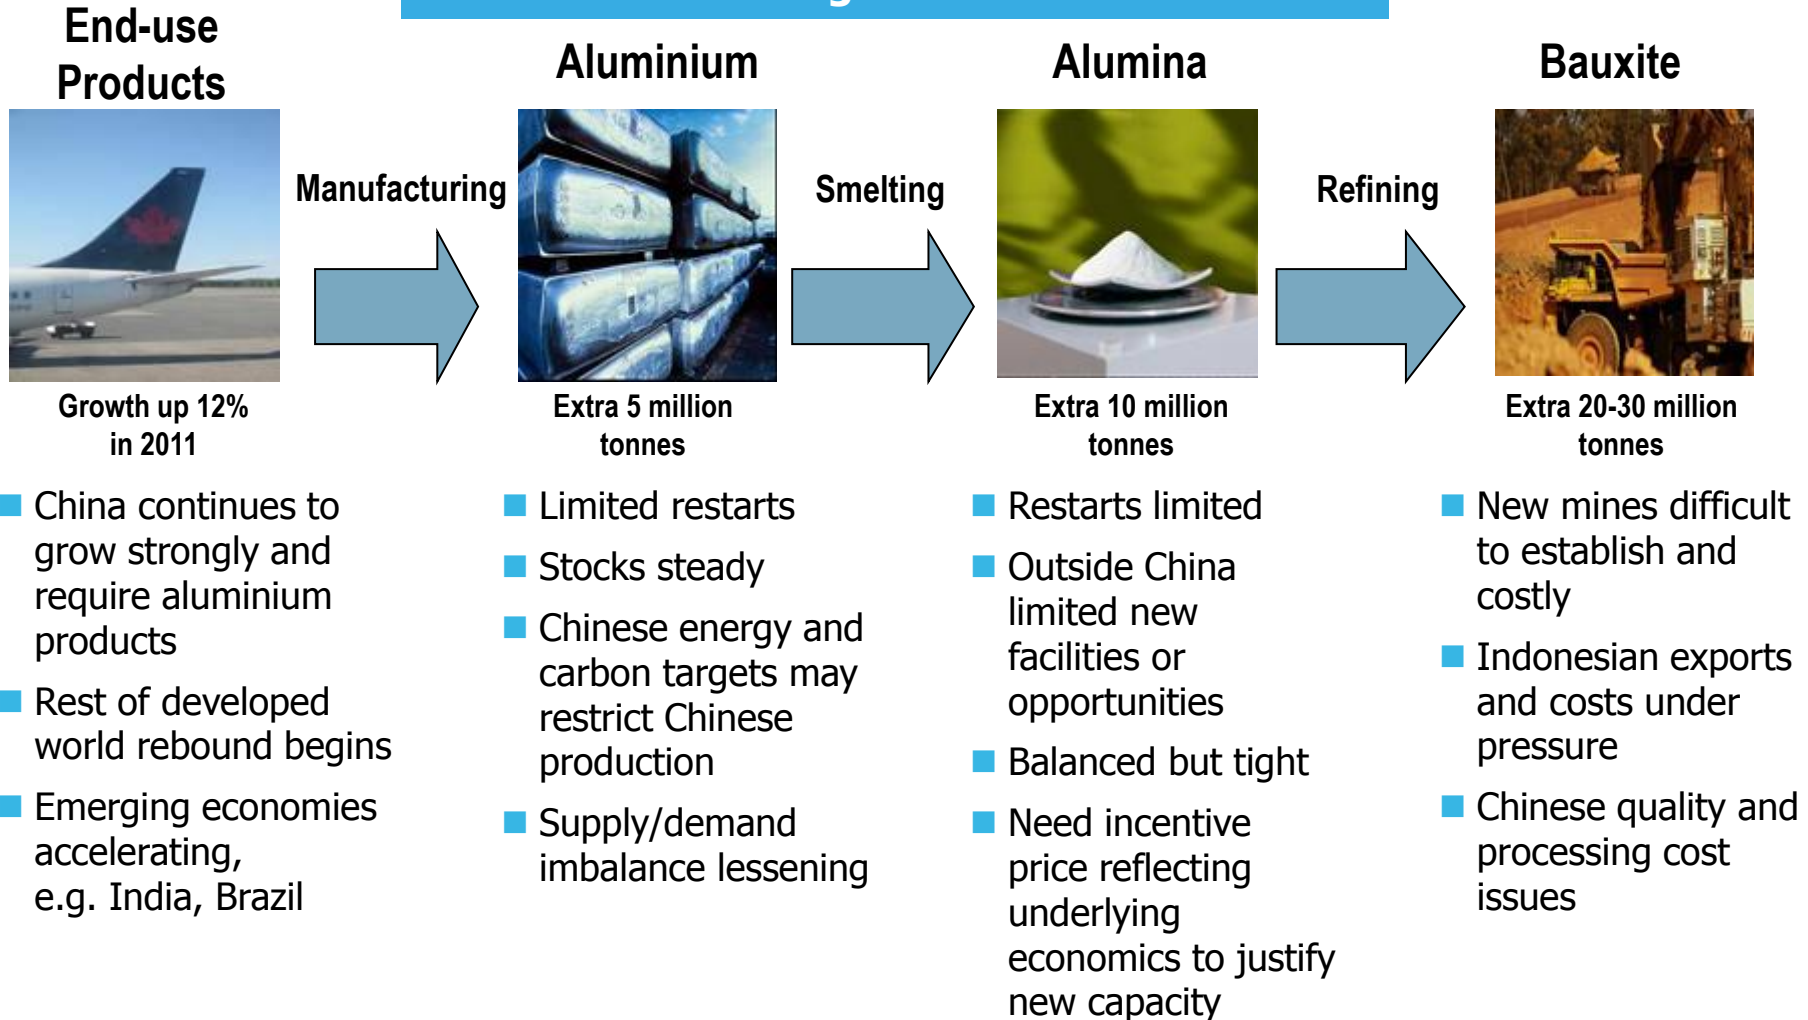 End-use
Products
Aluminium
Alumina
Bauxite
Manufacturing
Smelting
Refining
Growth up 12%
in 2011
Extra 5 million
tonnes
Extra 10 million
tonnes
Extra 20-30 million
tonnes
China continues to
grow strongly and
require aluminium
products
Rest of developed
world rebound begins
Emerging economies
accelerating,
e.g. India, Brazil
Limited restarts
Stocks steady
Chinese energy and
carbon targets may
restrict Chinese
production
Supply/demand
imbalance lessening
Restarts limited
Outside China
limited new
facilities or
opportunities
Balanced but tight
Need incentive
price reflecting
underlying
economics to justify
new capacity
New mines difficult
to establish and
costly
Indonesian exports
and costs under
pressure
Chinese quality and
processing cost
issues